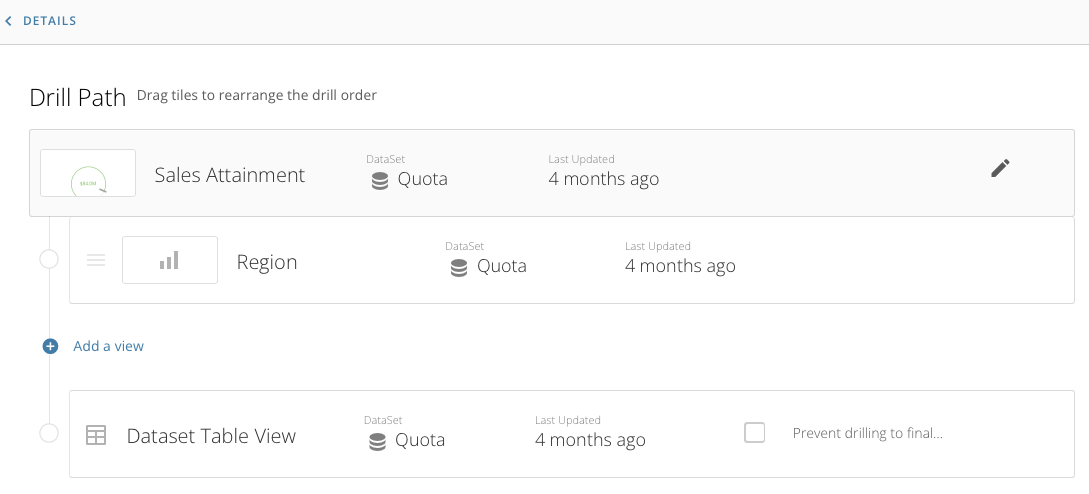 DETAILS
Drill Path Drag tiles to rearrange the drill order
Sales Attainment
DataSet
Quota
Last Updated
4 months ago
Region
DataSet
Quota
Last Updated
4 months ago
Add a view
Dataset Table View
DataSet
Quota
Last Updated
4 months ago
Prevent drilling to final...